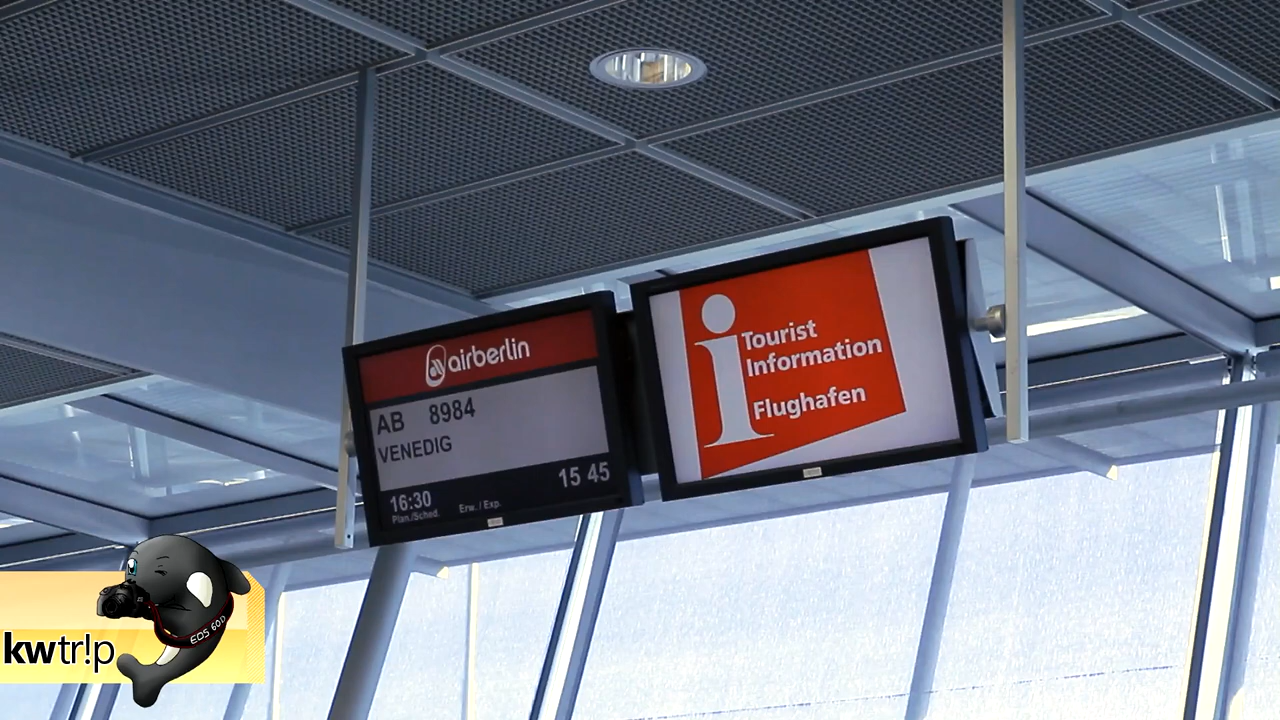 airberlin
AB 8984
VENEDIG
16:30
Plan./Sched.
Erw. / Exp.
15 45
i
Tourist
Information
Flughafen
kwtr!p
EOS 60D